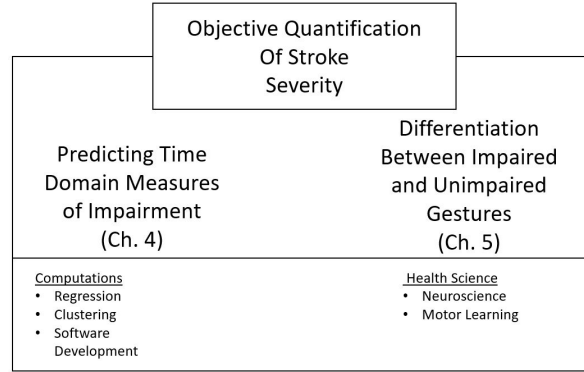 Objective Quantification
Of Stroke
Severity
Predicting Time
Domain Measures
of Impairment
(Ch. 4)
Differentiation
Between Impaired
and Unimpaired
Gestures
(Ch. 5)
Computations
• Regression
• Clustering
• Software
Development
Health Science
• Neuroscience
• Motor Learning